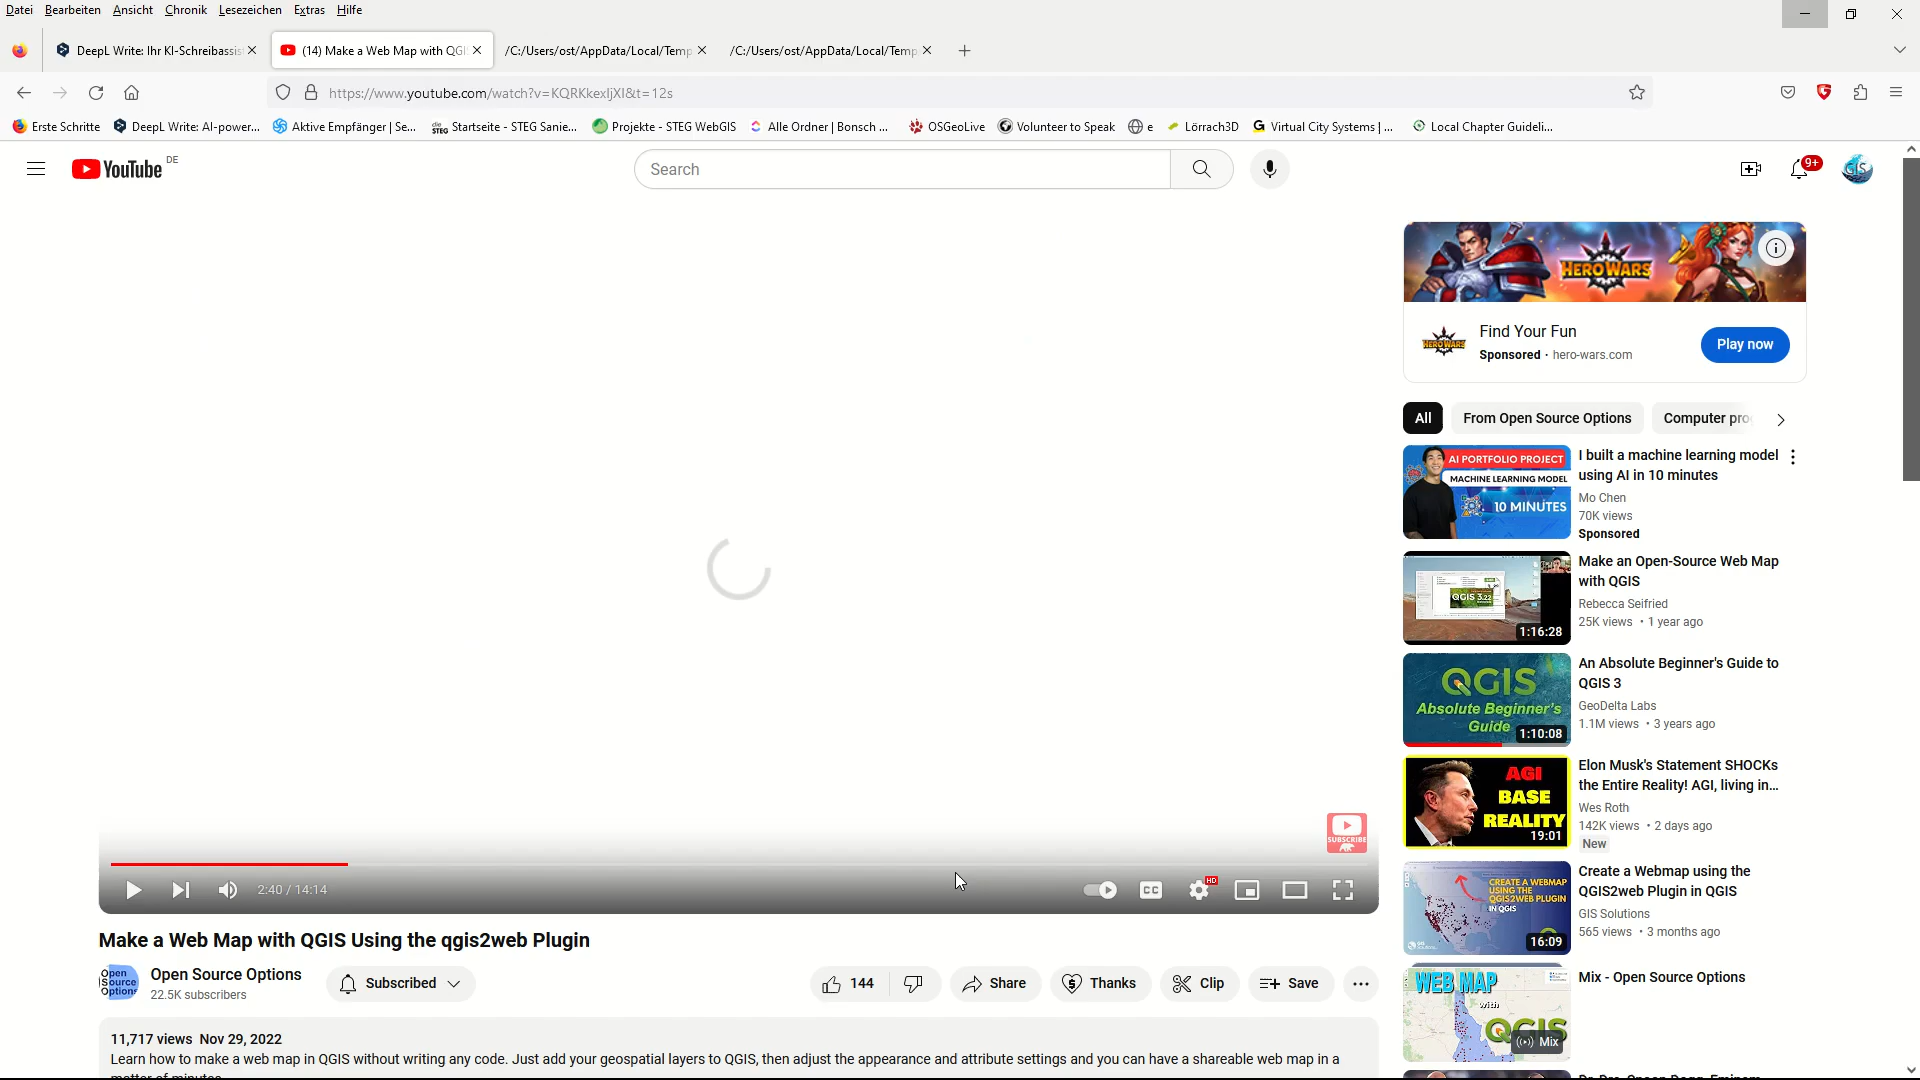 Datei Bearbeiten Ansicht Chronik Lesezeichen Extras Hilfe
DeepL Write: Ihr KI-Schreibassis
(14) Make a Web Map with QGI
/C:/Users/ost/AppData/Local/Temp
/C:/Users/ost/AppData/Local/Temp
https://www.youtube.com/watch?v=KQRKkexljXI&t=12s
Erste Schritte DeepL Write: AI-power... Aktive Empfänger | Se... Startseite - STEG Sanie... Projekte - STEG WebGIS Alle Ordner | Bonsch ... OSGeoLive Volunteer to Speak e Lörrach3D Virtual City Systems | ... Local Chapter Guideli...
YouTube DE
Search
9+
GIS
HERO WARS
Find Your Fun
HERO WARS
Sponsored · hero-wars.com
Play now
All From Open Source Options Computer pro
AI PORTFOLIO PROJECT
MACHINE LEARNING MODEL
10 MINUTES
I built a machine learning model
using AI in 10 minutes
Mo Chen
70K views
Sponsored
QGIS 3.22
1:16:28
Make an Open-Source Web Map
with QGIS
Rebecca Seifried
25K views • 1 year ago
QGIS
Absolute Beginner's
Guide
1:10:08
An Absolute Beginner's Guide to
QGIS 3
GeoDelta Labs
1.1M views • 3 years ago
AGI
BASE
REALITY
19:01
Elon Musk's Statement SHOCKs
the Entire Reality! AGI, living in...
Wes Roth
142K views • 2 days ago
New
CREATE A WEBMAP
USING THE
QGIS2WEB PLUGIN
IN QGIS
16:09
Create a Webmap using the
QGIS2web Plugin in QGIS
GIS Solutions
565 views • 3 months ago
WEB MAP
with
QGIS
Mix
Mix - Open Source Options
SUBSCRIBE
2:40 / 14:14
CC
HD
Make a Web Map with QGIS Using the qgis2web Plugin
Open
Source
Options
Open Source Options
22.5K subscribers
Subscribed
144
Share
Thanks
Clip
Save
11,717 views Nov 29, 2022
Learn how to make a web map in QGIS without writing any code. Just add your geospatial layers to QGIS, then adjust the appearance and attribute settings and you can have a shareable web map in a
matter of minutes